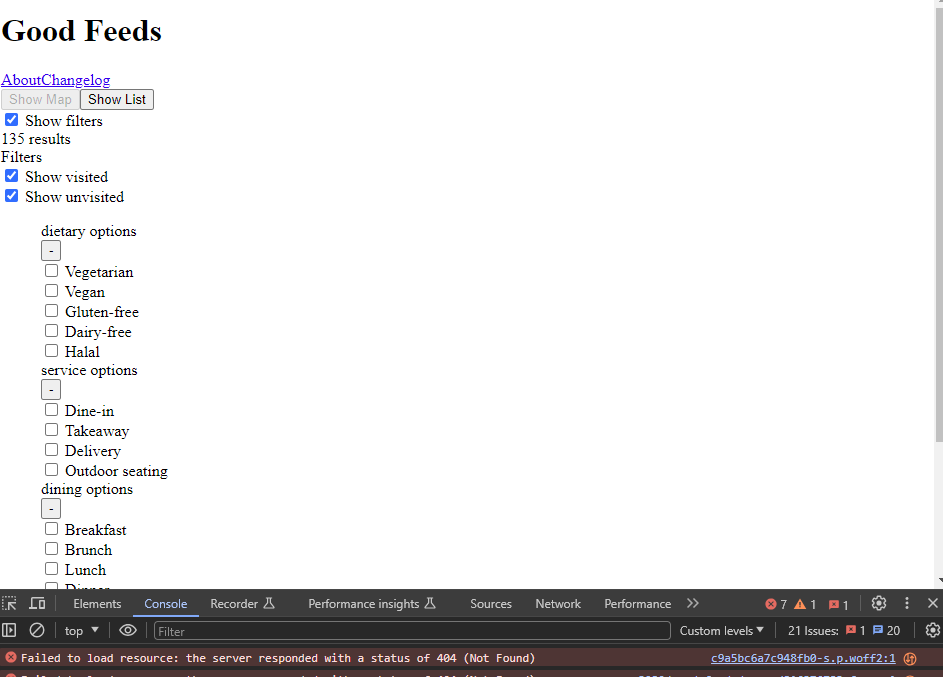 Good Feeds
AboutChangelog
Show Map Show List
Show filters
135 results
Filters
Show visited
Show unvisited
dietary options
-
Vegetarian
Vegan
Gluten-free
Dairy-free
Halal
service options
-
Dine-in
Takeaway
Delivery
Outdoor seating
dining options
-
Breakfast
Brunch
Lunch
Dinner
Elements Console Recorder Performance insights Sources Network Performance 7 1 1
top Filter Custom levels 21 Issues: 1 20
Failed to load resource: the server responded with a status of 404 (Not Found) c9a5bc6a7c948fb0-s.p.woff2:1